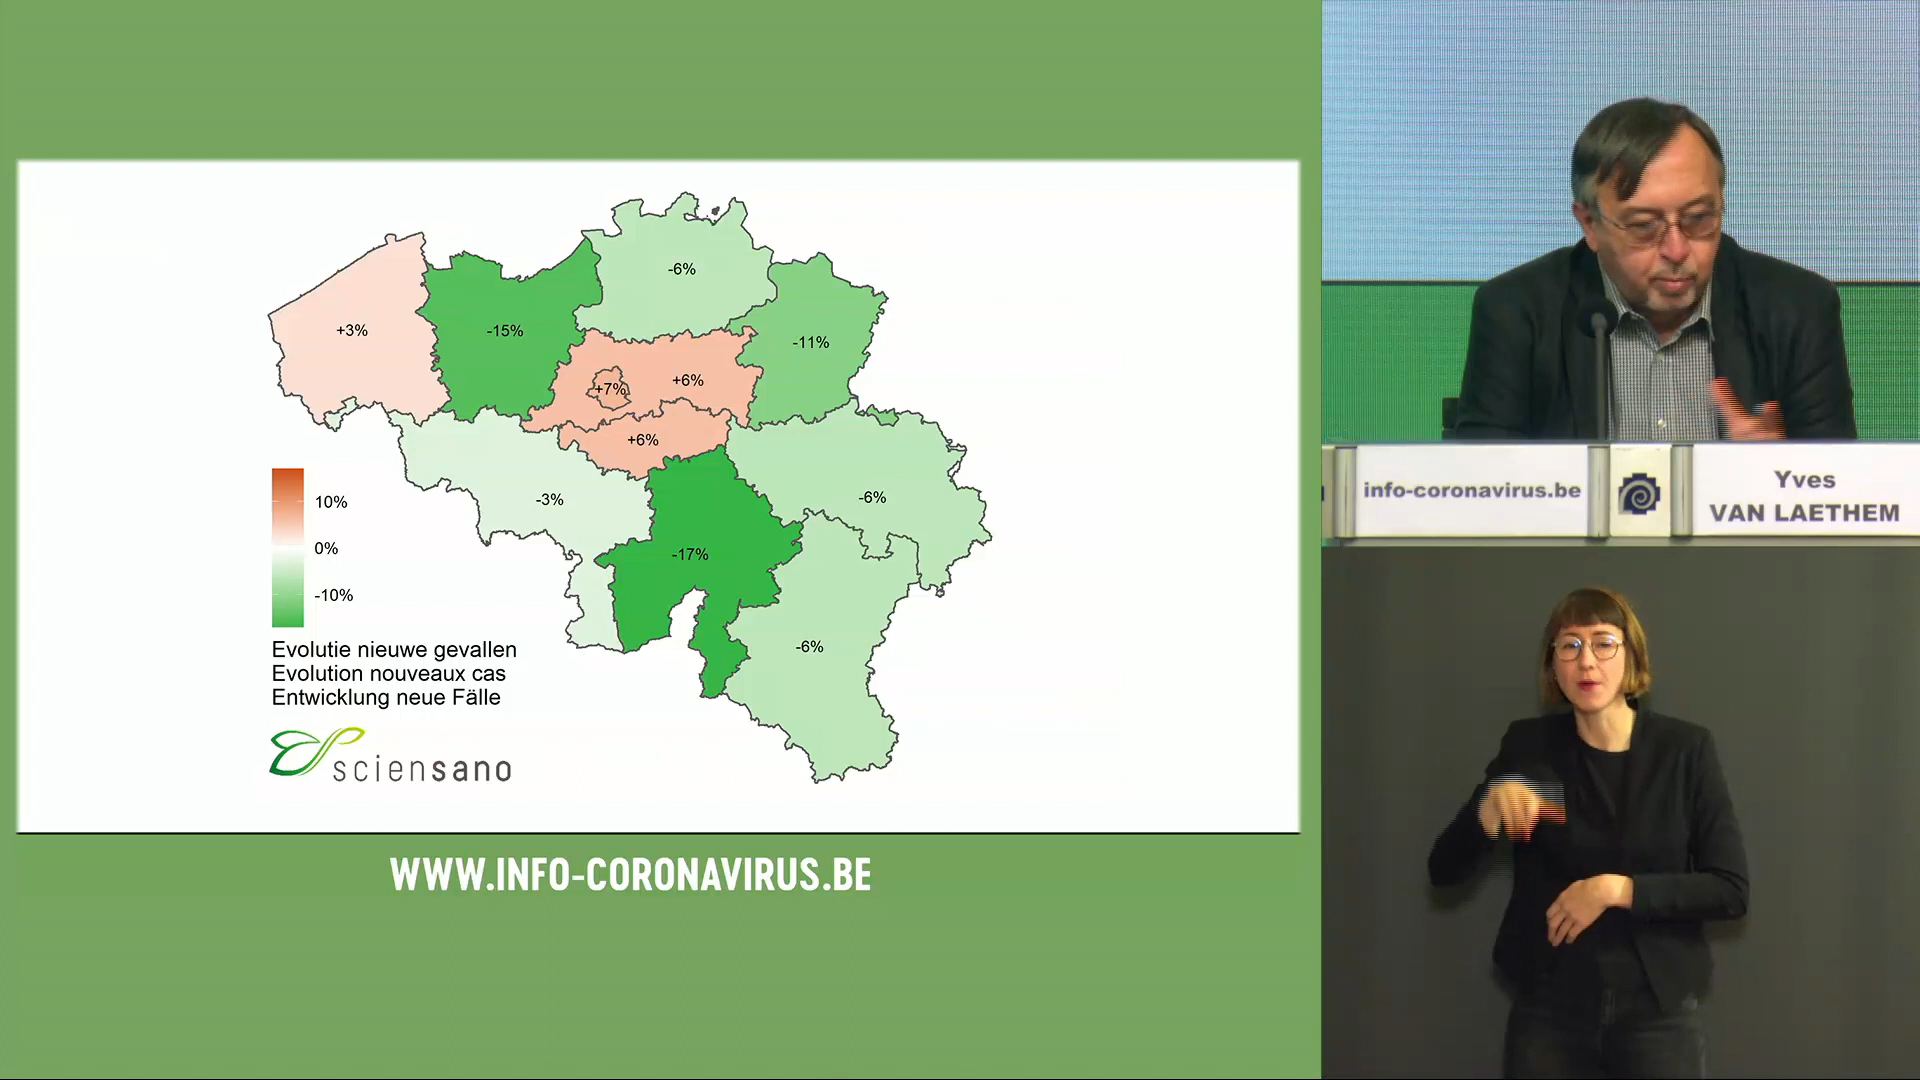 -6%
+3%
-15%
-11%
+7%
+6%
+6%
-3%
-6%
-17%
-6%
10%
0%
-10%
Evolutie nieuwe gevallen
Evolution nouveaux cas
Entwicklung neue Fälle
sciensano
WWW.INFO-CORONAVIRUS.BE
info-coronavirus.be
Yves
VAN LAETHEM